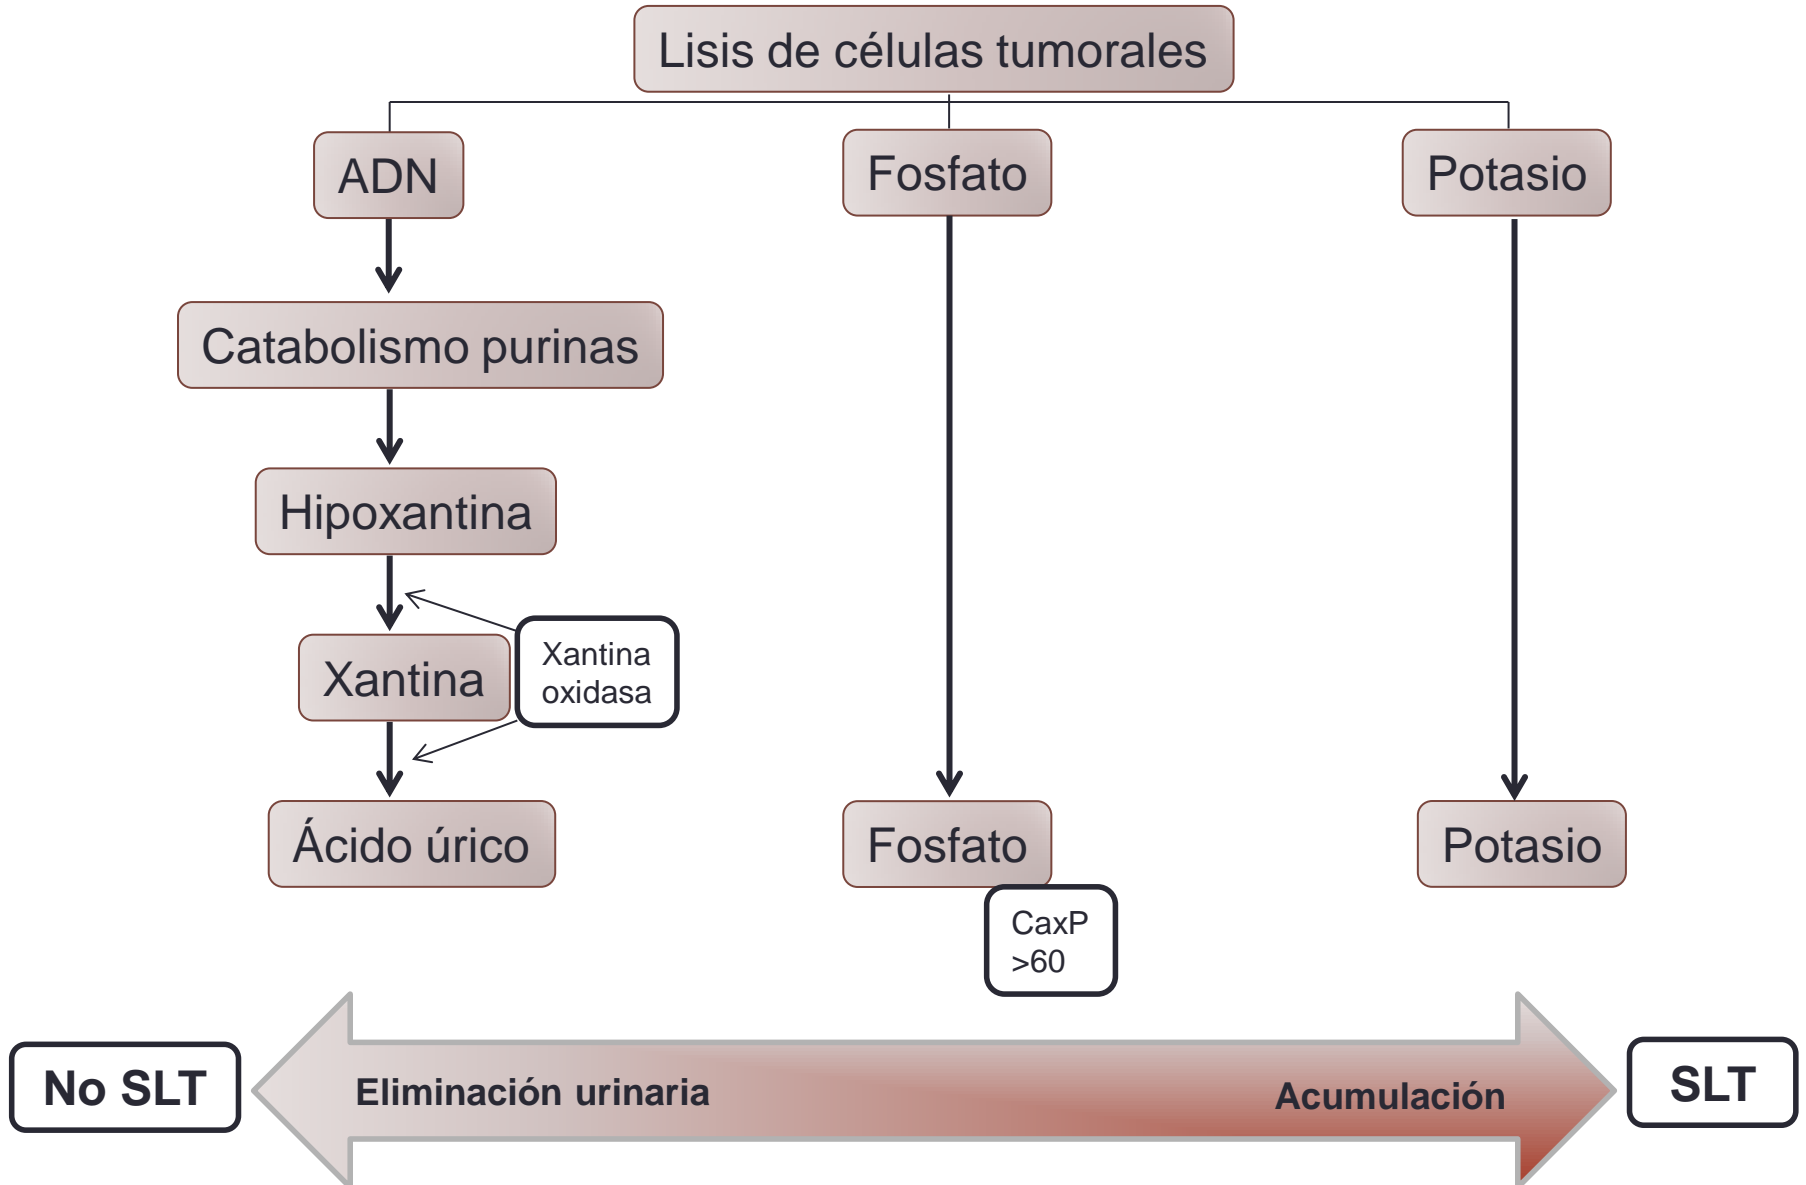 Lisis de células tumorales
ADN
Fosfato
Potasio
Catabolismo purinas
Hipoxantina
Xantina
Xantina
oxidasa
Ácido úrico
Fosfato
Potasio
CaxP
>60
No SLT
Eliminación urinaria
Acumulación
SLT